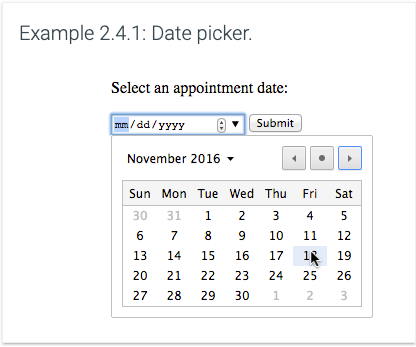 Example 2.4.1: Date picker.
Select an appointment date:
mm/dd/yyyy Submit
November 2016
Sun Mon Tue Wed Thu Fri Sat
30 31 1 2 3 4 5
6 7 8 9 10 11 12
13 14 15 16 17 18 19
20 21 22 23 24 25 26
27 28 29 30 1 2 3